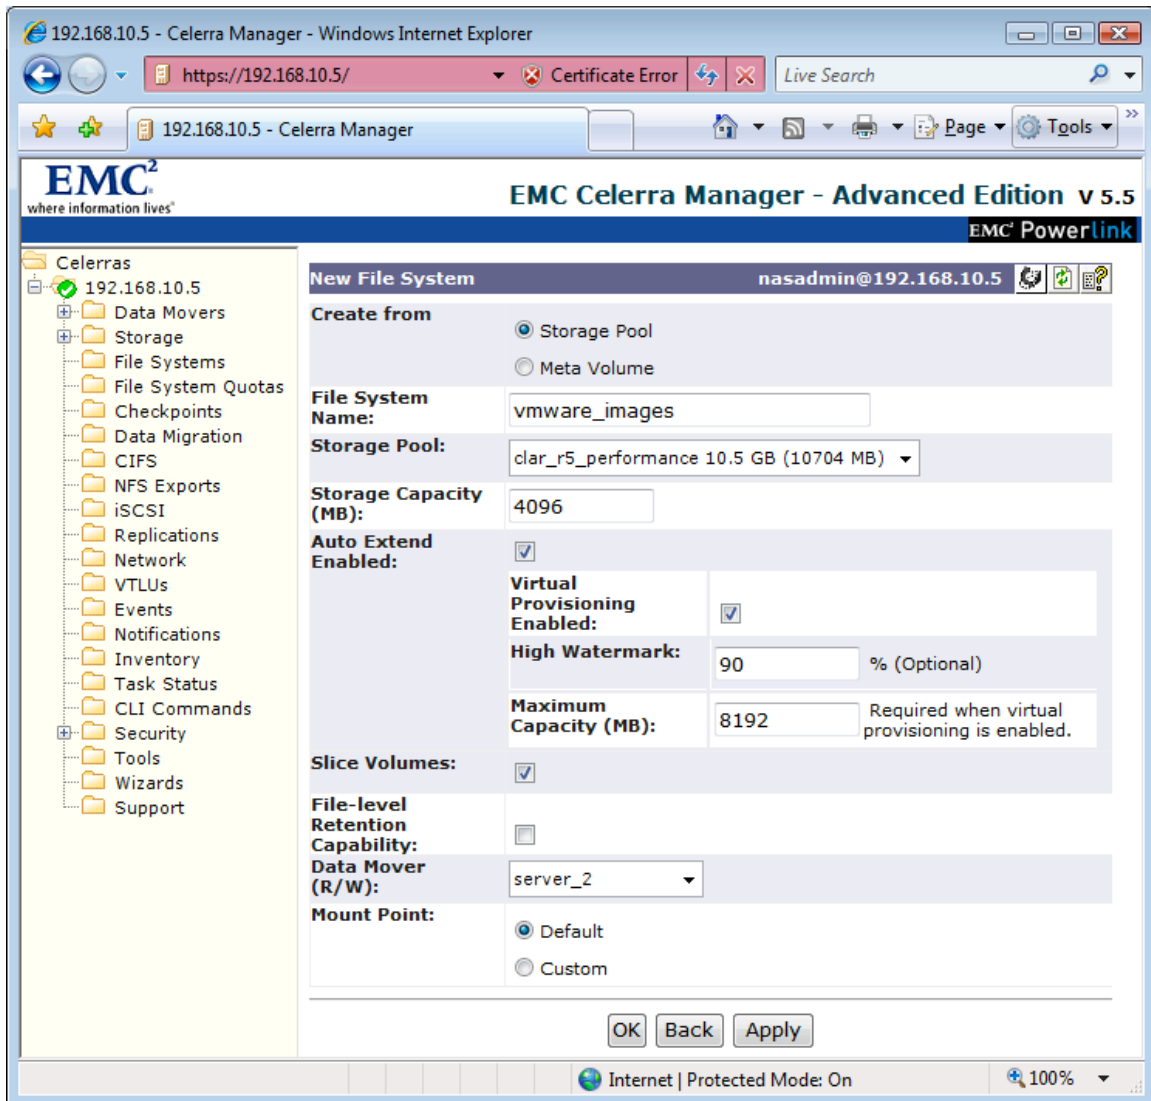 192.168.10.5 - Celerra Manager - Windows Internet Explorer
https://192.168.10.5/
Certificate Error
Live Search
192.168.10.5 - Celerra Manager
Page
Tools
EMC²
where information lives®
EMC Celerra Manager - Advanced Edition V 5.5
EMC² Powerlink
Celerras
192.168.10.5
Data Movers
Storage
File Systems
File System Quotas
Checkpoints
Data Migration
CIFS
NFS Exports
iSCSI
Replications
Network
VTLUs
Events
Notifications
Inventory
Task Status
CLI Commands
Security
Tools
Wizards
Support
New File System
nasadmin@192.168.10.5
Create from
Storage Pool
Meta Volume
File System
Name:
vmware_images
Storage Pool:
clar_r5_performance 10.5 GB (10704 MB)
Storage Capacity
(MB):
4096
Auto Extend
Enabled:
Virtual
Provisioning
Enabled:
High Watermark:
90
% (Optional)
Maximum
Capacity (MB):
8192
Required when virtual
provisioning is enabled.
Slice Volumes:
File-level
Retention
Capability:
Data Mover
(R/W):
server_2
Mount Point:
Default
Custom
OK
Back
Apply
Internet | Protected Mode: On
100%